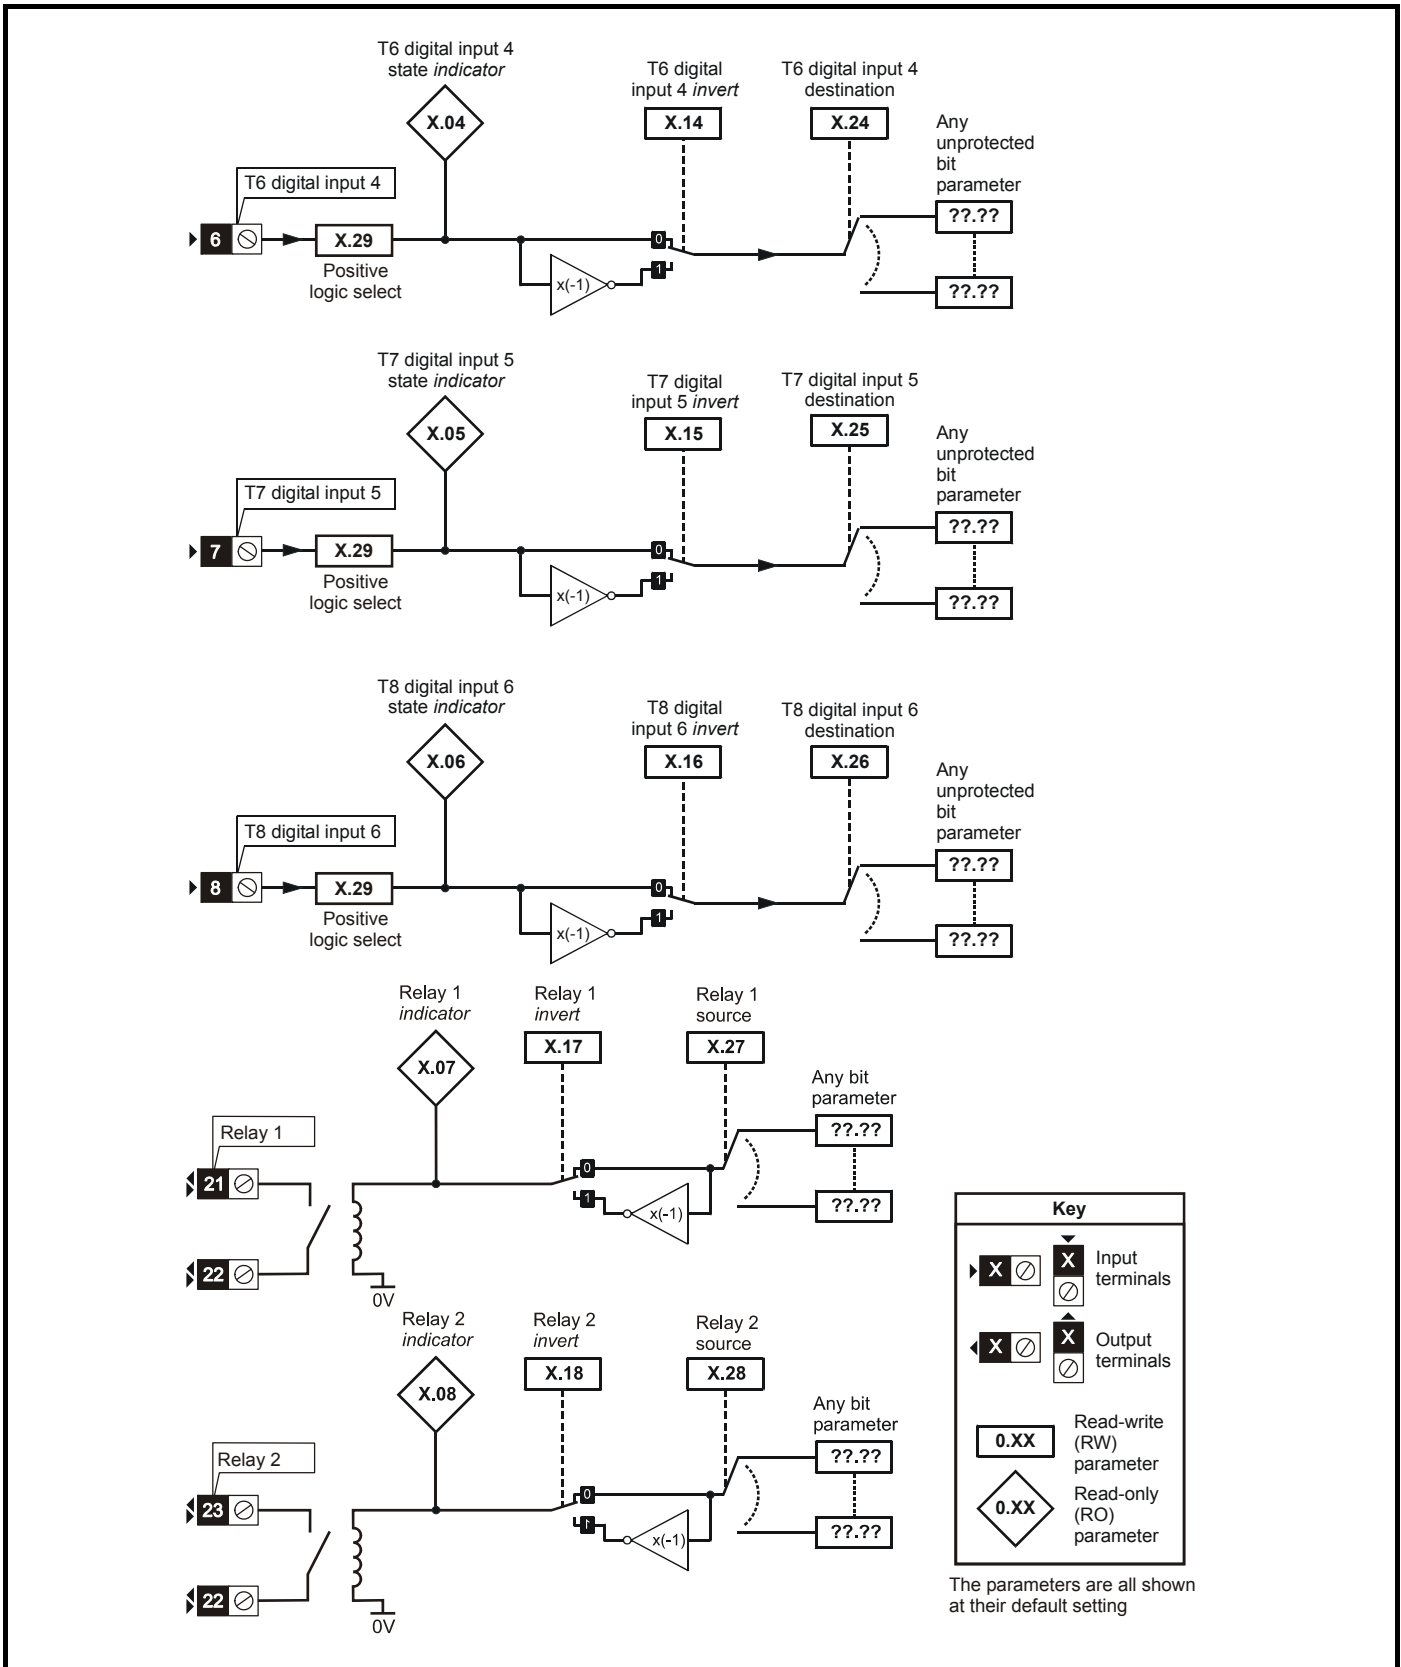 T6 digital input 4
state indicator
X.04
T6 digital
input 4 invert
X.14
T6 digital input 4
destination
X.24
Any
unprotected
bit
parameter
??.??
??.??
T6 digital input 4
6
X.29
Positive
logic select
x(-1)
0
1
T7 digital input 5
state indicator
X.05
T7 digital
input 5 invert
X.15
T7 digital input 5
destination
X.25
Any
unprotected
bit
parameter
??.??
??.??
T7 digital input 5
7
X.29
Positive
logic select
x(-1)
0
1
T8 digital input 6
state indicator
X.06
T8 digital
input 6 invert
X.16
T8 digital input 6
destination
X.26
Any
unprotected
bit
parameter
??.??
??.??
T8 digital input 6
8
X.29
Positive
logic select
x(-1)
0
1
Relay 1
indicator
X.07
Relay 1
invert
X.17
Relay 1
source
X.27
Any bit
parameter
??.??
??.??
Relay 1
21
22
0V
0
1
x(-1)
Relay 2
indicator
X.08
Relay 2
invert
X.18
Relay 2
source
X.28
Any bit
parameter
??.??
??.??
Relay 2
23
22
0V
0
1
x(-1)
Key
X
X
Input
terminals
X
X
Output
terminals
0.XX
Read-write
(RW)
parameter
0.XX
Read-only
(RO)
parameter
The parameters are all shown
at their default setting